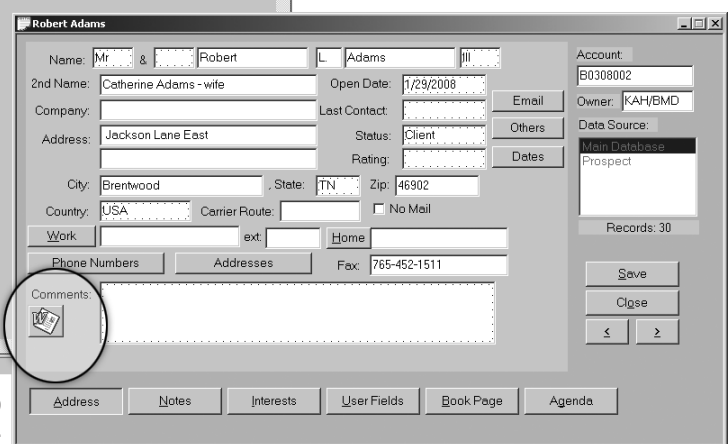 Robert Adams
Name: Mr & Robert L. Adams III
2nd Name: Catherine Adams - wife Open Date: 1/29/2008
Company: Last Contact: Email
Address: Jackson Lane East Status: Client Others
Rating: Dates
City: Brentwood , State: TN Zip: 46902
Country: USA Carrier Route: No Mail
Work ext: Home
Phone Numbers Addresses Fax: 765-452-1511
Comments:
W
Account:
B0308002
Owner: KAH/BMD
Data Source:
Main Database
Prospect
Records: 30
Save
Close
< >
Address Notes Interests User Fields Book Page Agenda